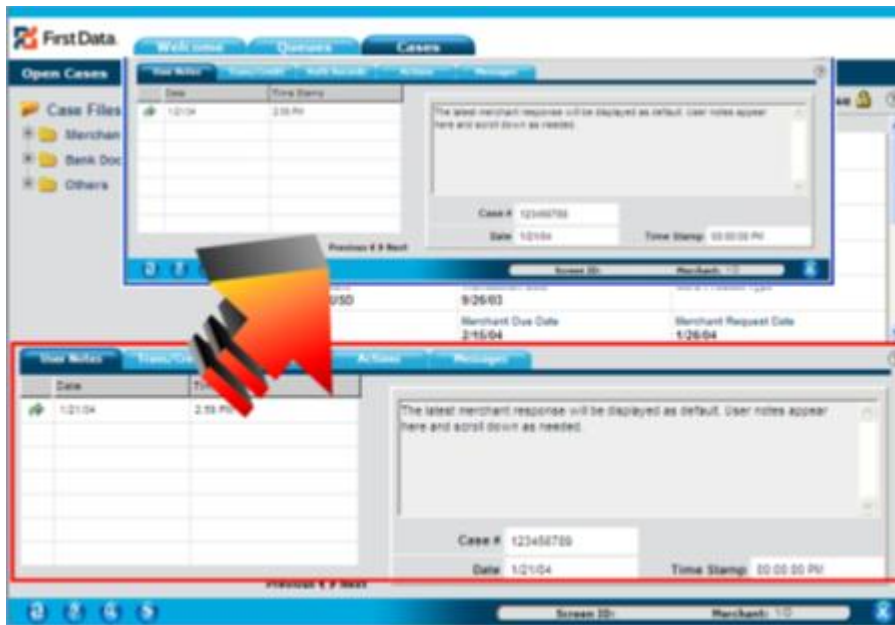 First Data.
Welcome Queues Cases
Open Cases
User Notes Actions Messages
Date Time Stamp
1/21/04 2:59 PM
The latest merchant response will be displayed as default. User notes appear
here and scroll down as needed.
Case # 123456789
Date 1/21/04 Time Stamp 00:00:00 PM
Previous Next
Screen ID: Merchant: 1/0
Case Files
Merchan
Bank Doc
Others
USD 9/26/03
Merchant Due Date Merchant Request Date
2/15/04 1/26/04
User Notes Actions Messages
Date
1/21/04 2:59 PM
The latest merchant response will be displayed as default. User notes appear
here and scroll down as needed.
Case # 123456789
Date 1/21/04 Time Stamp 00:00:00 PM
Previous Next
Screen ID: Merchant: 1/0